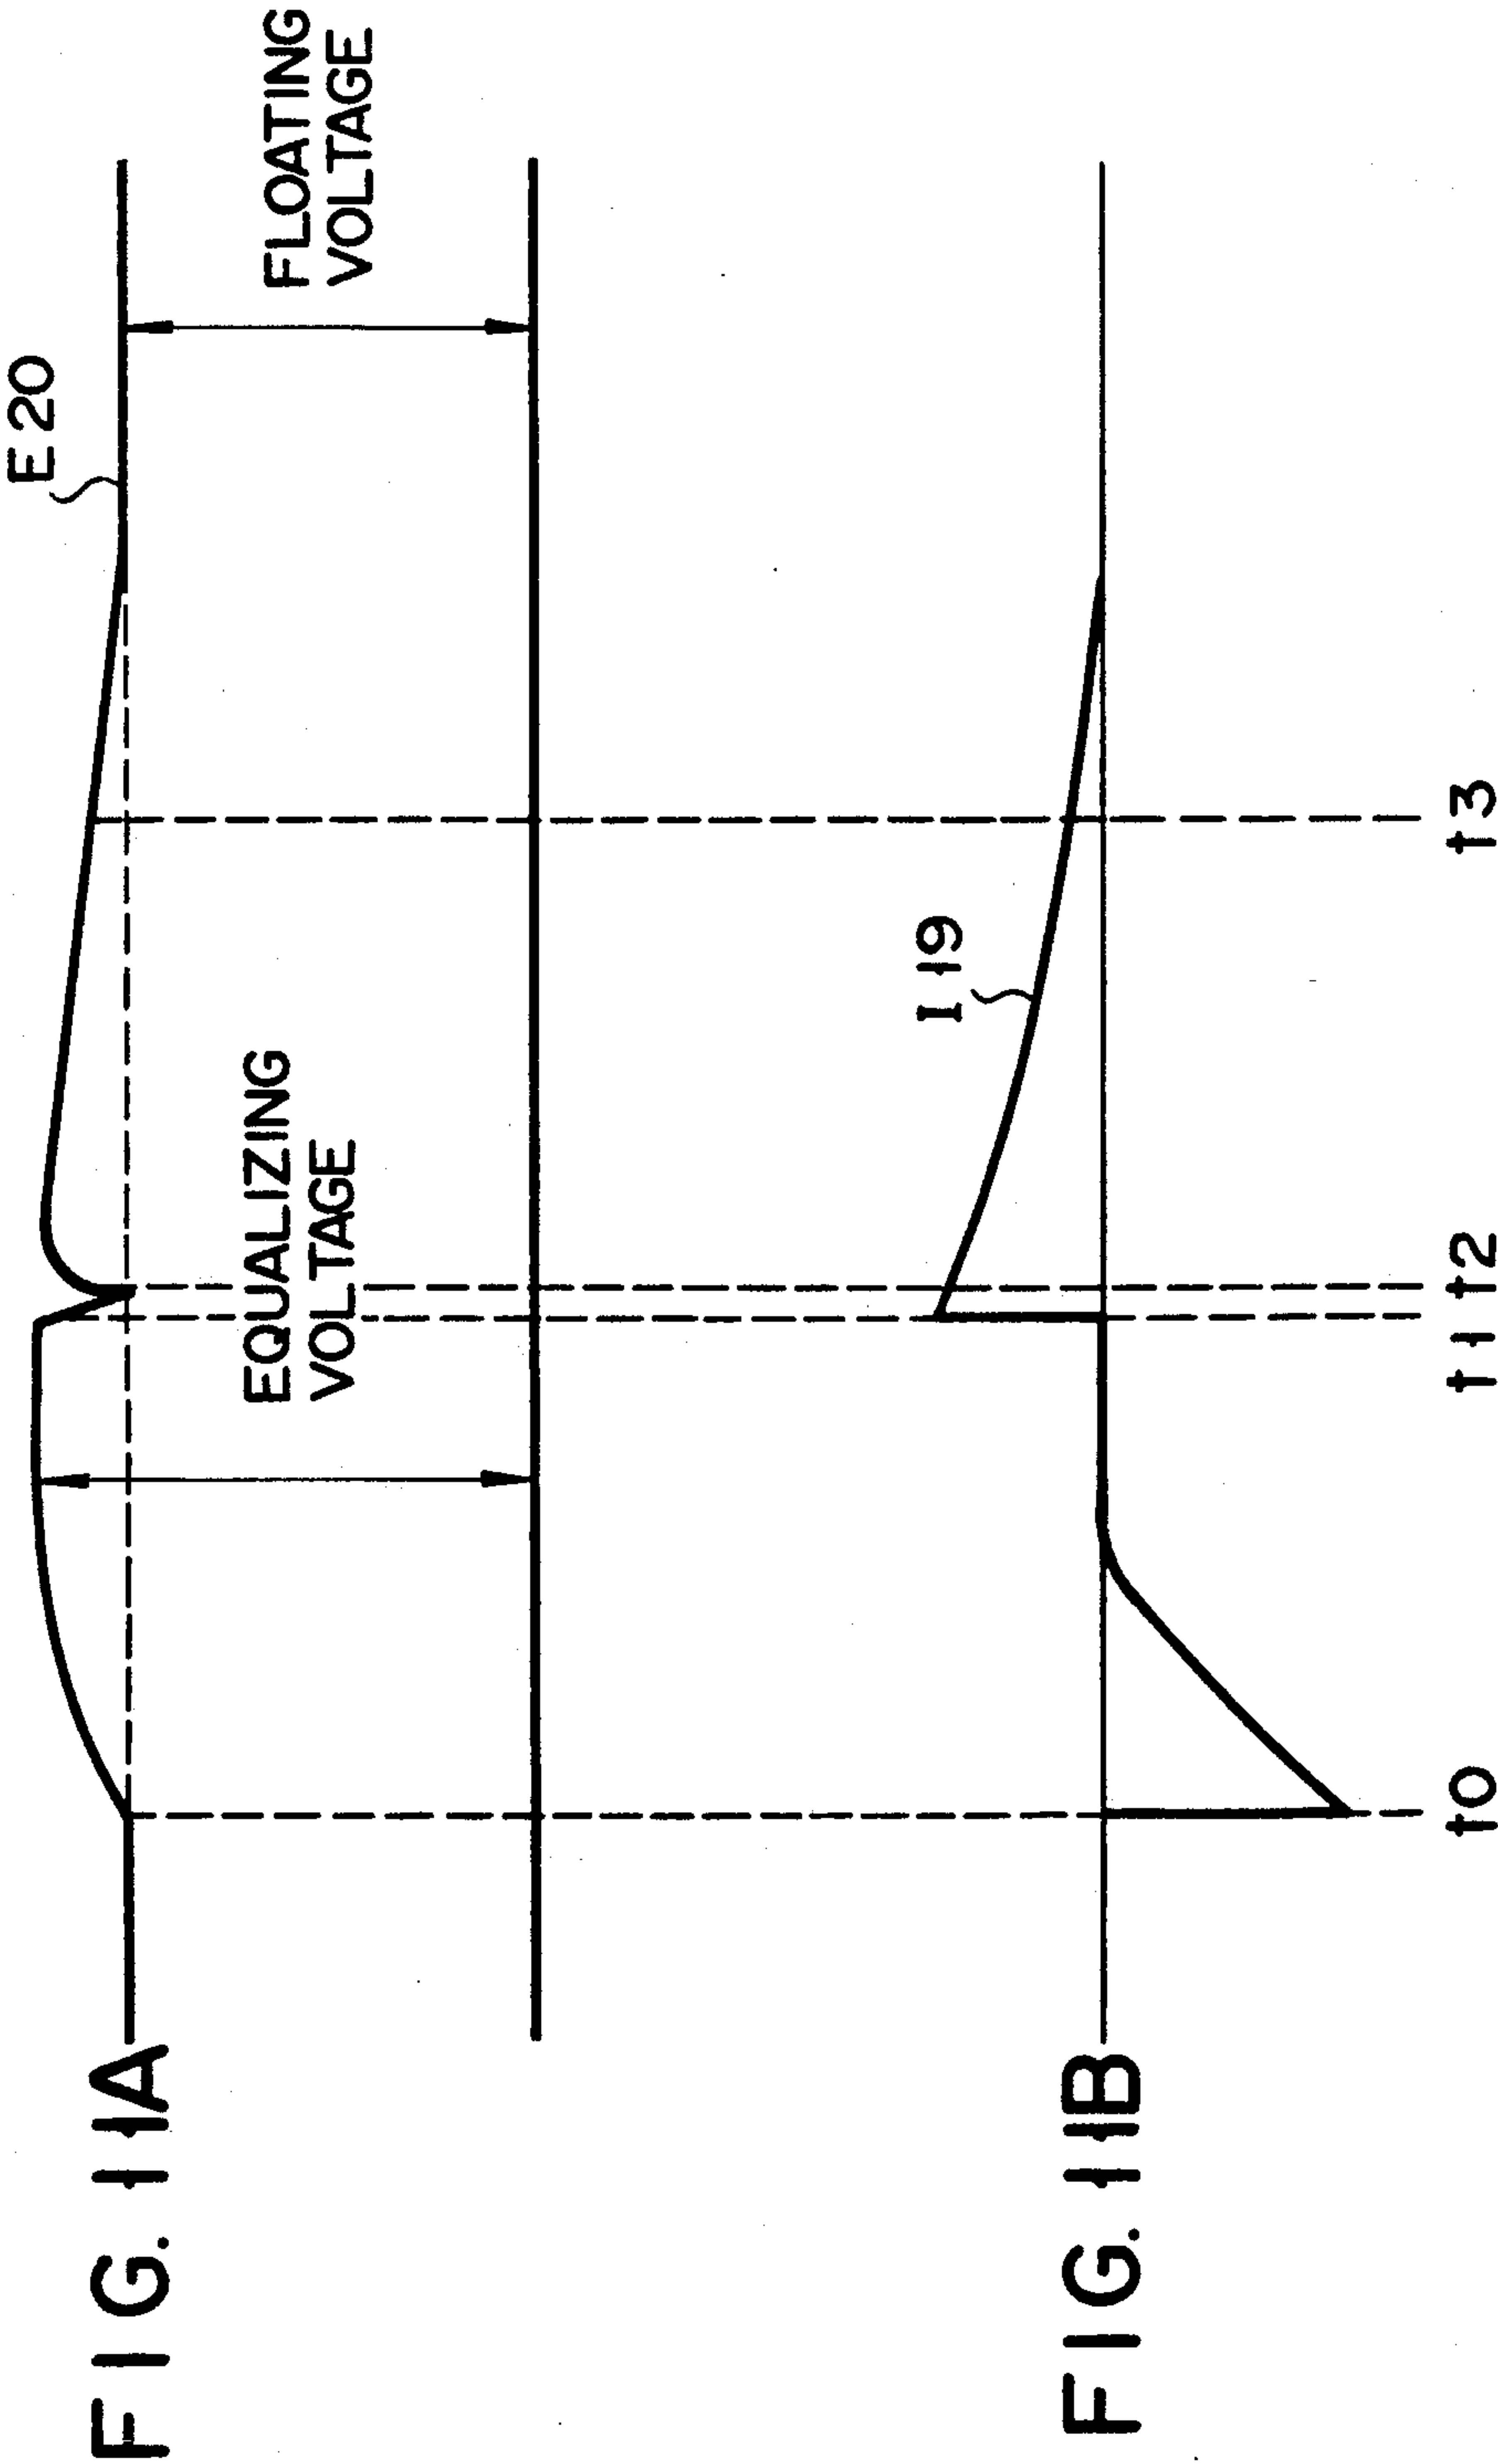 FIG. 11A
E20
EQUALIZING
VOLTAGE
FLOATING
VOLTAGE
FIG. 11B
I19
t0
t1
t2
t3